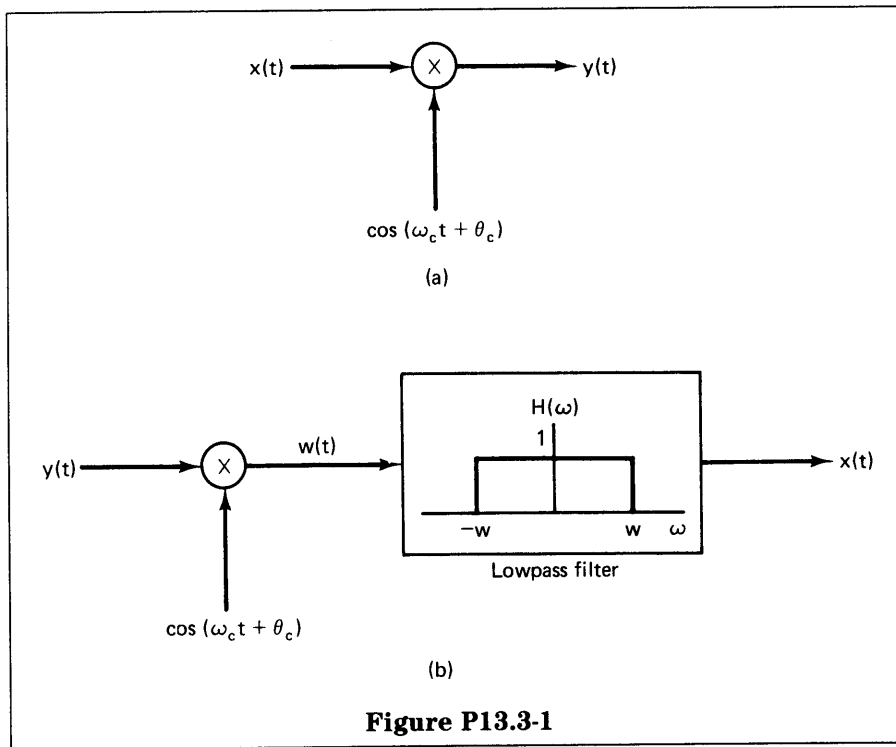 x(t)
X
y(t)
cos (ω_c t + θ_c)
(a)
H(ω)
1
y(t)
X
w(t)
x(t)
−w
w
ω
Lowpass filter
cos (ω_c t + θ_c)
(b)
Figure P13.3-1